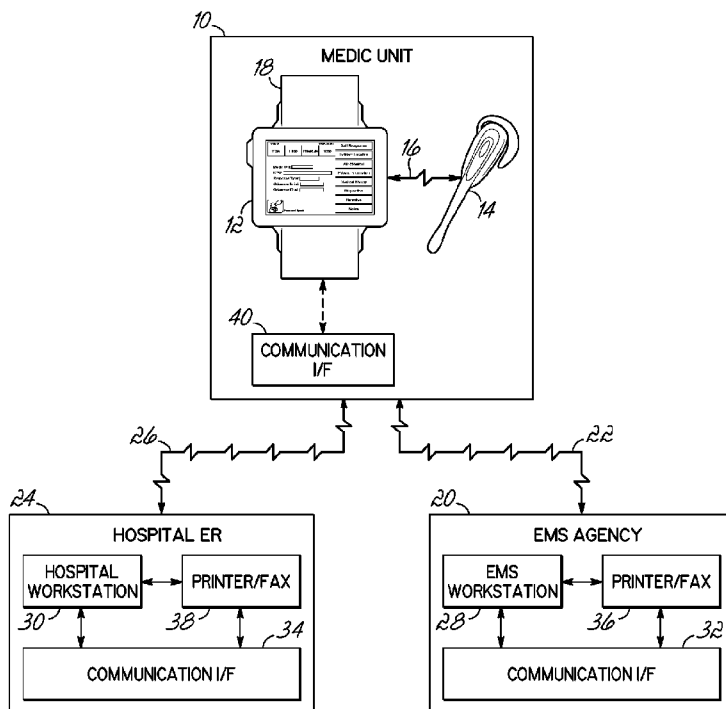 10
MEDIC UNIT
18
16
12
14
40
COMMUNICATION
I/F
26
22
24
HOSPITAL ER
HOSPITAL
WORKSTATION
PRINTER/FAX
30
38
34
COMMUNICATION I/F
20
EMS AGENCY
EMS
WORKSTATION
PRINTER/FAX
28
36
32
COMMUNICATION I/F